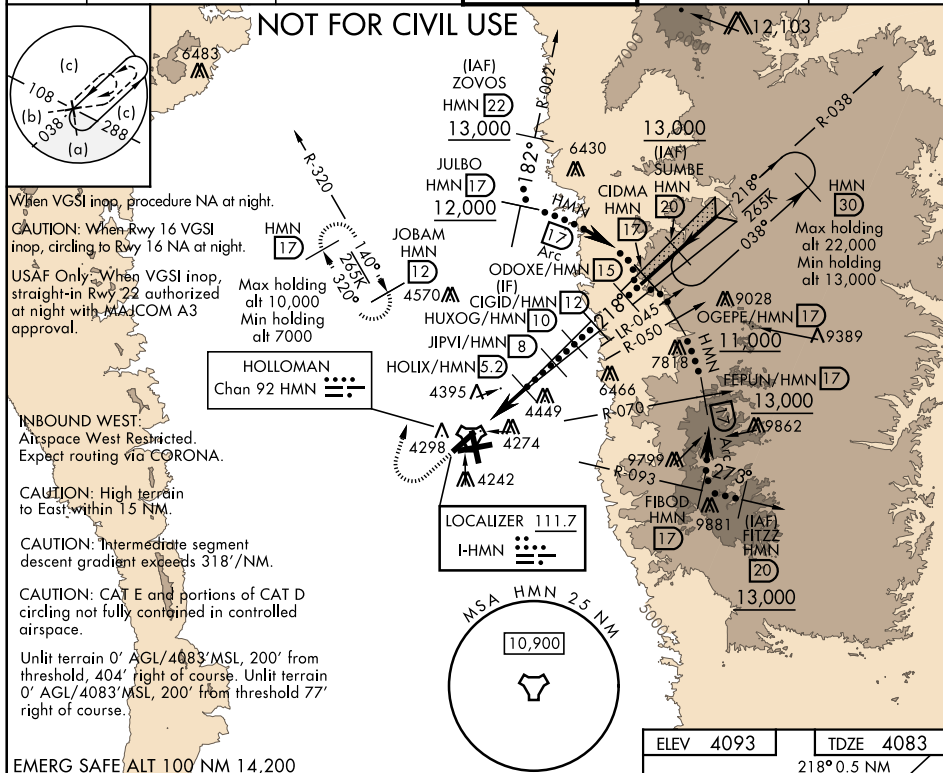 NOT FOR CIVIL USE
(c)
108
(b)
038
(c)
288
(a)
6483
12,103
7000
(IAF)
ZOVOS
HMN 22
13,000
R-002
182°
R-038
R-320
6430
13,000
(IAF)
SUMBE
HMN
20
JULBO
HMN 17
12,000
CIDMA
HMN
17
218°
265K
038°
HMN
30
Max holding
alt 22,000
Min holding
alt 13,000
When VGSI inop, procedure NA at night.
CAUTION: When Rwy 16 VGSI
inop, circling to Rwy 16 NA at night.
USAF Only: When VGSI inop,
straight-in Rwy 22 authorized
at night with MAJCOM A3
approval.
HMN
17
140°
265K
320°
JOBAM
HMN
12
Max holding
alt 10,000
Min holding
alt 7000
HMN
17
Arc
ODOXE/HMN 15
(IF)
CIGID/HMN 12
HUXOG/HMN 10
JIPVI/HMN 8
HOLIX/HMN 5.2
4570
218°
LR-045
R-050
9028
OGEPE/HMN 17
11,000
9389
7818
HMN
HOLLOMAN
Chan 92 HMN
4395
4449
6466
FEPUN/HMN 17
13,000
R-070
17
Arc
9862
4298
4274
4242
9799
R-093
273°
FIBOD
HMN
17
9881
(IAF)
FITZZ
HMN
20
13,000
INBOUND WEST:
Airspace West Restricted.
Expect routing via CORONA.
CAUTION: High terrain
to East within 15 NM.
CAUTION: Intermediate segment
descent gradient exceeds 318'/NM.
CAUTION: CAT E and portions of CAT D
circling not fully contained in controlled
airspace.
Unlit terrain 0' AGL/4083'MSL, 200' from
threshold, 404' right of course. Unlit terrain
0' AGL/4083'MSL, 200' from threshold 77'
right of course.
LOCALIZER 111.7
I-HMN
MSA HMN 25 NM
10,900
5000
EMERG SAFE ALT 100 NM 14,200
ELEV 4093
TDZE 4083
218° 0.5 NM